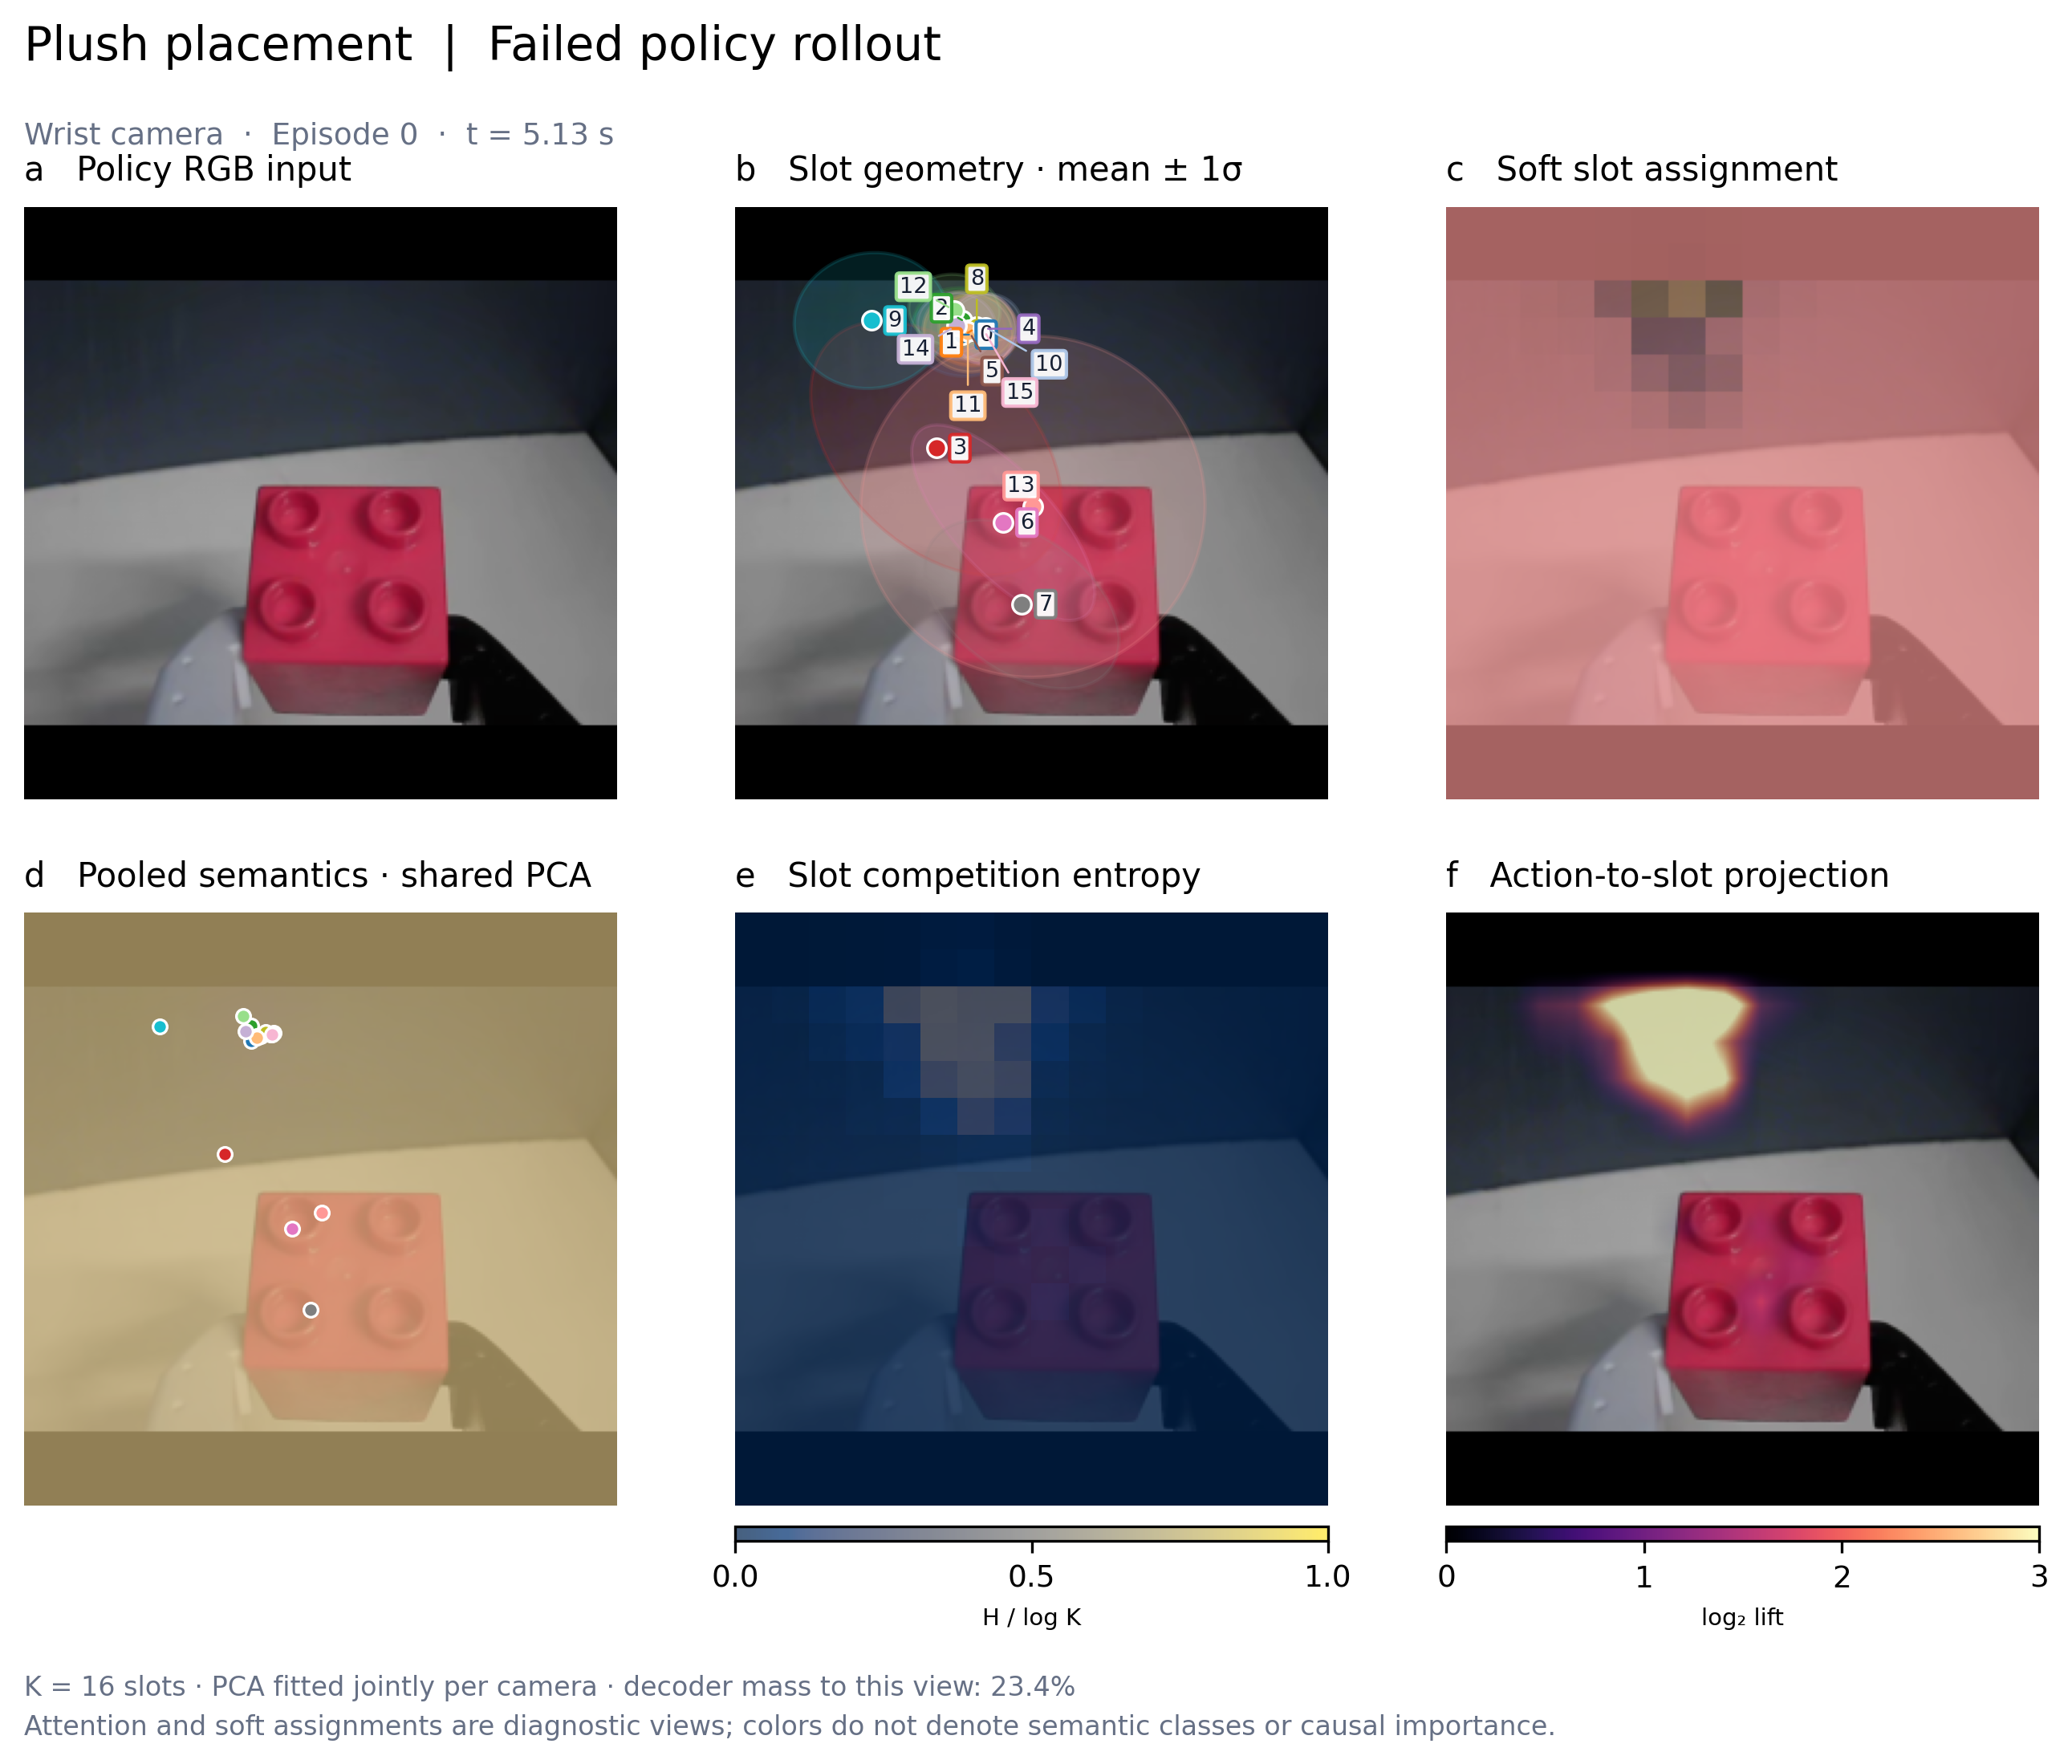 Plush placement | Failed policy rollout
Wrist camera · Episode 0 · t = 5.13 s
a Policy RGB input
b Slot geometry · mean ± 1σ
c Soft slot assignment
12
8
2
9
4
0
1
14
10
5
15
11
3
13
6
7
d Pooled semantics · shared PCA
e Slot competition entropy
f Action-to-slot projection
0.0 0.5 1.0
H / log K
0 1 2 3
log₂ lift
K = 16 slots · PCA fitted jointly per camera · decoder mass to this view: 23.4%
Attention and soft assignments are diagnostic views; colors do not denote semantic classes or causal importance.